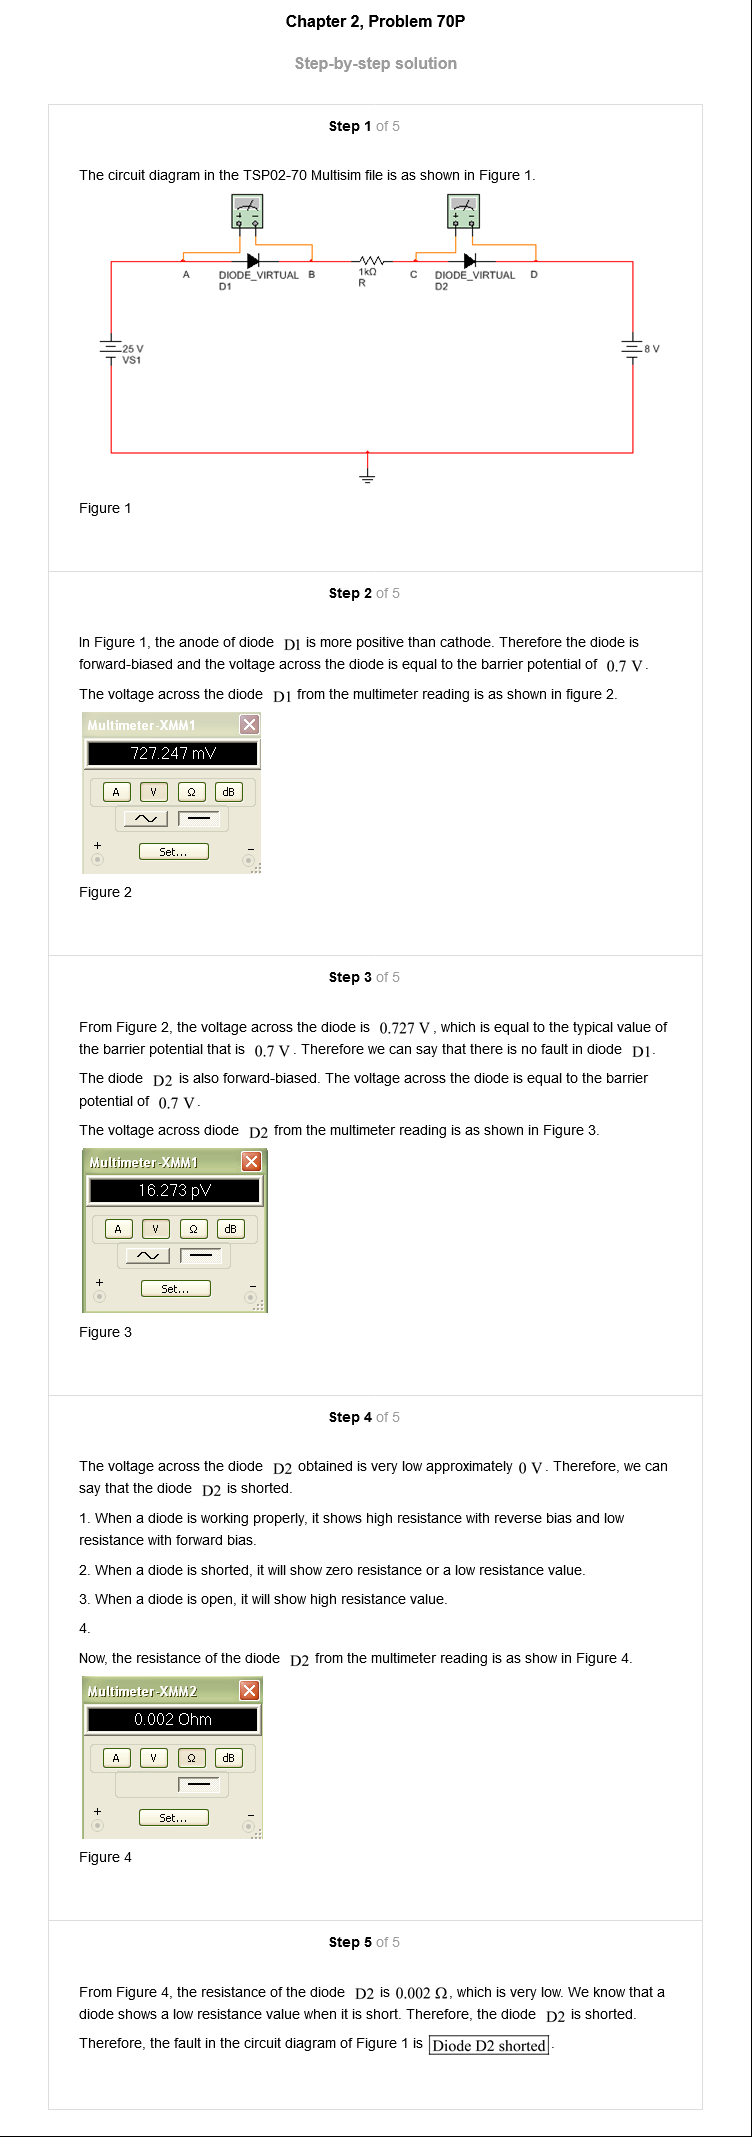 Chapter 2, Problem 70P
Step-by-step solution
Step 1 of 5
The circuit diagram in the TSP02-70 Multisim file is as shown in Figure 1.
A DIODE_VIRTUAL B 1kΩ C DIODE_VIRTUAL D
D1 R D2
25 V
VS1
8 V
Figure 1
Step 2 of 5
In Figure 1, the anode of diode D1 is more positive than cathode. Therefore the diode is
forward-biased and the voltage across the diode is equal to the barrier potential of 0.7 V.
The voltage across the diode D1 from the multimeter reading is as shown in figure 2.
Multimeter-XMM1
727.247 mV
A V Ω dB
+ Set... −
Figure 2
Step 3 of 5
From Figure 2, the voltage across the diode is 0.727 V, which is equal to the typical value of
the barrier potential that is 0.7 V. Therefore we can say that there is no fault in diode D1.
The diode D2 is also forward-biased. The voltage across the diode is equal to the barrier
potential of 0.7 V.
The voltage across diode D2 from the multimeter reading is as shown in Figure 3.
Multimeter-XMM1
16.273 pV
A V Ω dB
+ Set... −
Figure 3
Step 4 of 5
The voltage across the diode D2 obtained is very low approximately 0 V. Therefore, we can
say that the diode D2 is shorted.
1. When a diode is working properly, it shows high resistance with reverse bias and low
resistance with forward bias.
2. When a diode is shorted, it will show zero resistance or a low resistance value.
3. When a diode is open, it will show high resistance value.
4.
Now, the resistance of the diode D2 from the multimeter reading is as show in Figure 4.
Multimeter-XMM2
0.002 Ohm
A V Ω dB
+ Set... −
Figure 4
Step 5 of 5
From Figure 4, the resistance of the diode D2 is 0.002 Ω, which is very low. We know that a
diode shows a low resistance value when it is short. Therefore, the diode D2 is shorted.
Therefore, the fault in the circuit diagram of Figure 1 is Diode D2 shorted.